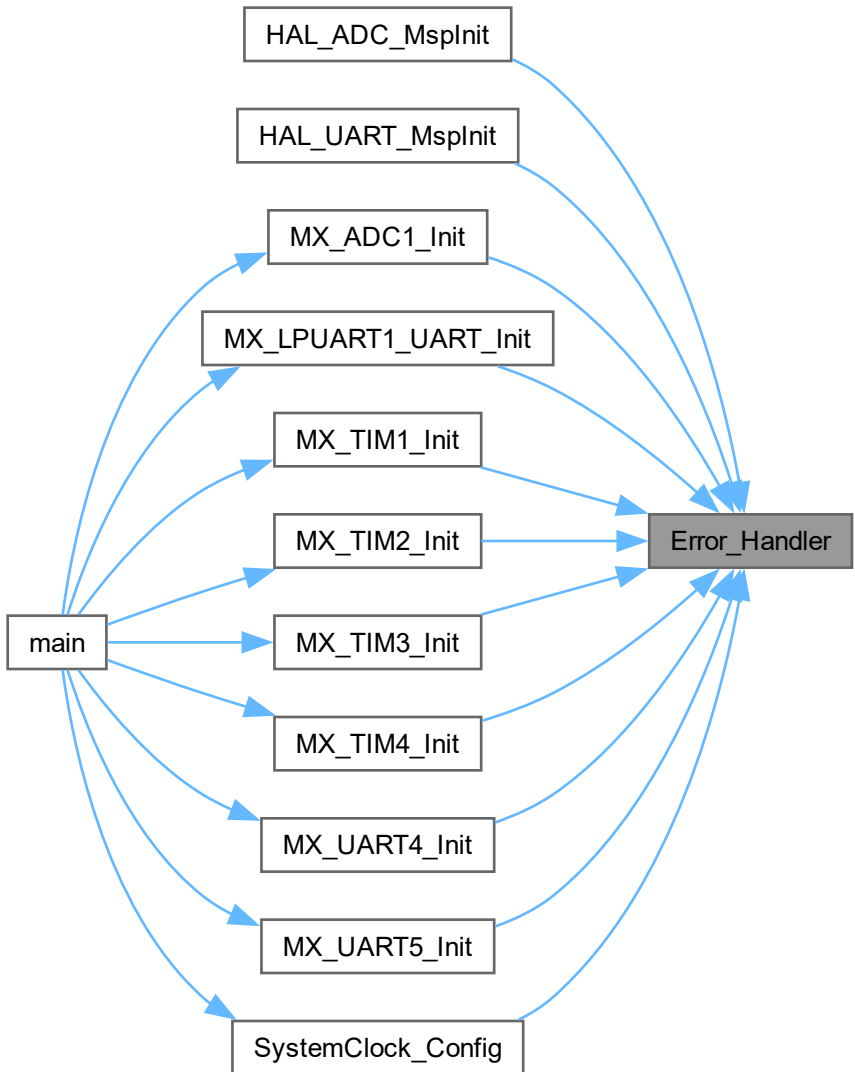 HAL_ADC_MspInit
HAL_UART_MspInit
MX_ADC1_Init
MX_LPUART1_UART_Init
MX_TIM1_Init
MX_TIM2_Init
Error_Handler
main
MX_TIM3_Init
MX_TIM4_Init
MX_UART4_Init
MX_UART5_Init
SystemClock_Config